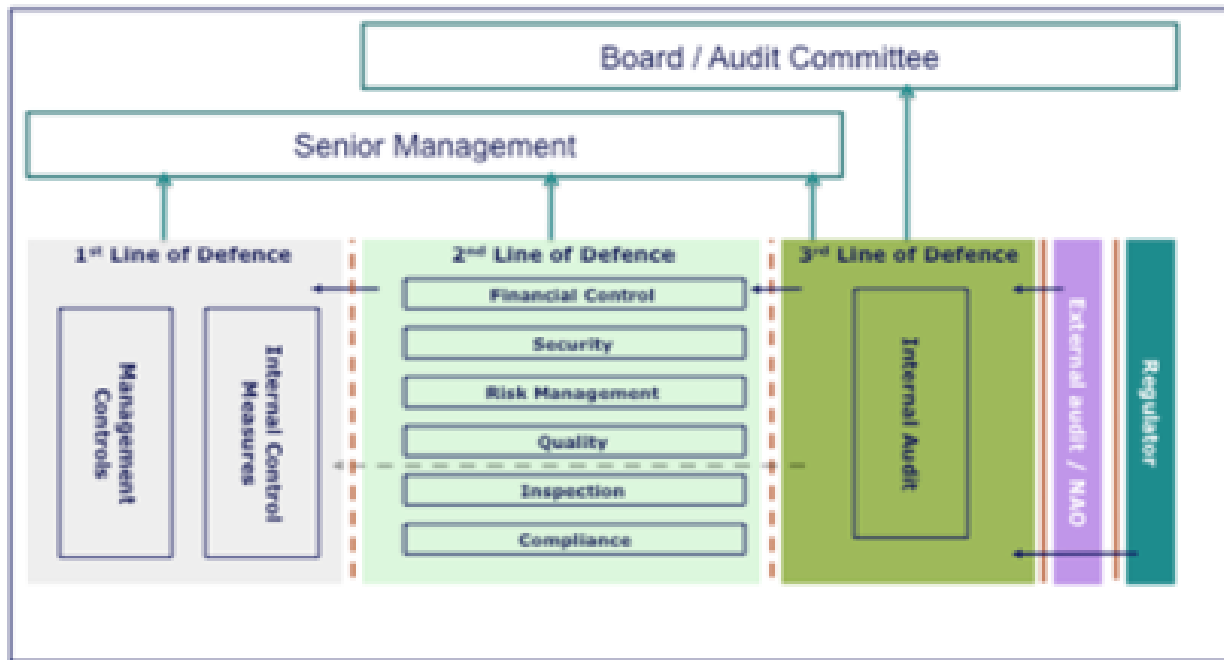 Board / Audit Committee
Senior Management
1st Line of Defence
2nd Line of Defence
3rd Line of Defence
Management
Controls
Internal Control
Measures
Financial Control
Security
Risk Management
Quality
Inspection
Compliance
Internal Audit
External audit / NAO
Regulator